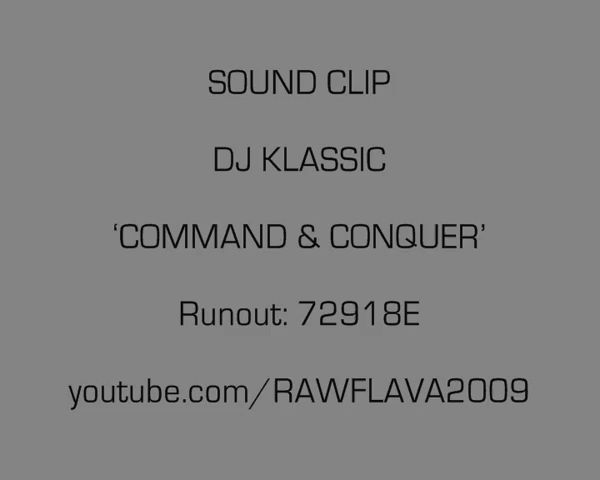 SOUND CLIP
DJ KLASSIC
‘COMMAND & CONQUER’
Runout: 72918E
youtube.com/RAWFLAVA2009